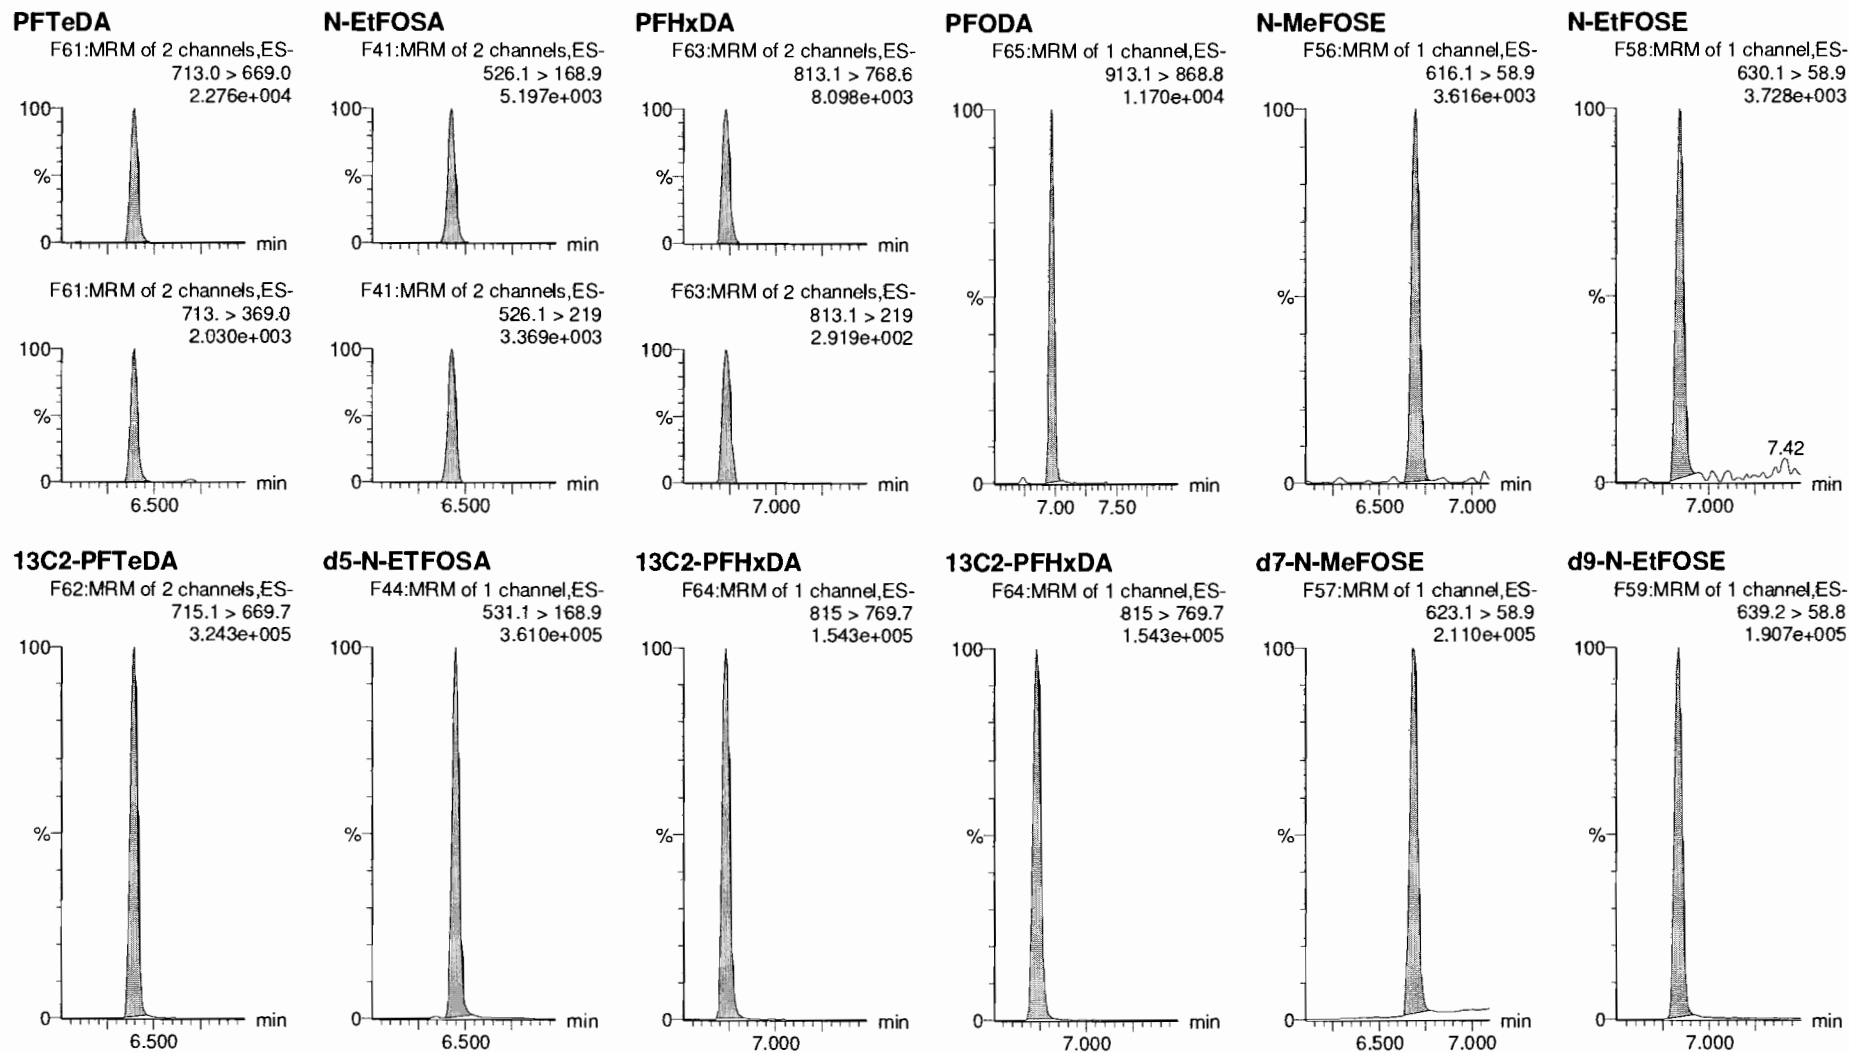 PFTeDA
F61:MRM of 2 channels,ES-
713.0 > 669.0
2.276e+004
100
%
0
min
F61:MRM of 2 channels,ES-
713. > 369.0
2.030e+003
100
%
0
min
6.500
N-EtFOSA
F41:MRM of 2 channels,ES-
526.1 > 168.9
5.197e+003
100
%
0
min
F41:MRM of 2 channels,ES-
526.1 > 219
3.369e+003
100
%
0
min
6.500
PFHxDA
F63:MRM of 2 channels,ES-
813.1 > 768.6
8.098e+003
100
%
0
min
F63:MRM of 2 channels,ES-
813.1 > 219
2.919e+002
100
%
0
min
7.000
PFODA
F65:MRM of 1 channel,ES-
913.1 > 868.8
1.170e+004
100
%
0
min
7.00 7.50
N-MeFOSE
F56:MRM of 1 channel,ES-
616.1 > 58.9
3.616e+003
100
%
0
min
6.500 7.000
N-EtFOSE
F58:MRM of 1 channel,ES-
630.1 > 58.9
3.728e+003
100
%
7.42
0
min
7.000
13C2-PFTeDA
F62:MRM of 2 channels,ES-
715.1 > 669.7
3.243e+005
100
%
0
min
6.500
d5-N-ETFOSA
F44:MRM of 1 channel,ES-
531.1 > 168.9
3.610e+005
100
%
0
min
6.500
13C2-PFHxDA
F64:MRM of 1 channel,ES-
815 > 769.7
1.543e+005
100
%
0
min
7.000
13C2-PFHxDA
F64:MRM of 1 channel,ES-
815 > 769.7
1.543e+005
100
%
0
min
7.000
d7-N-MeFOSE
F57:MRM of 1 channel,ES-
623.1 > 58.9
2.110e+005
100
%
0
min
6.500 7.000
d9-N-EtFOSE
F59:MRM of 1 channel,ES-
639.2 > 58.8
1.907e+005
100
%
0
min
7.000